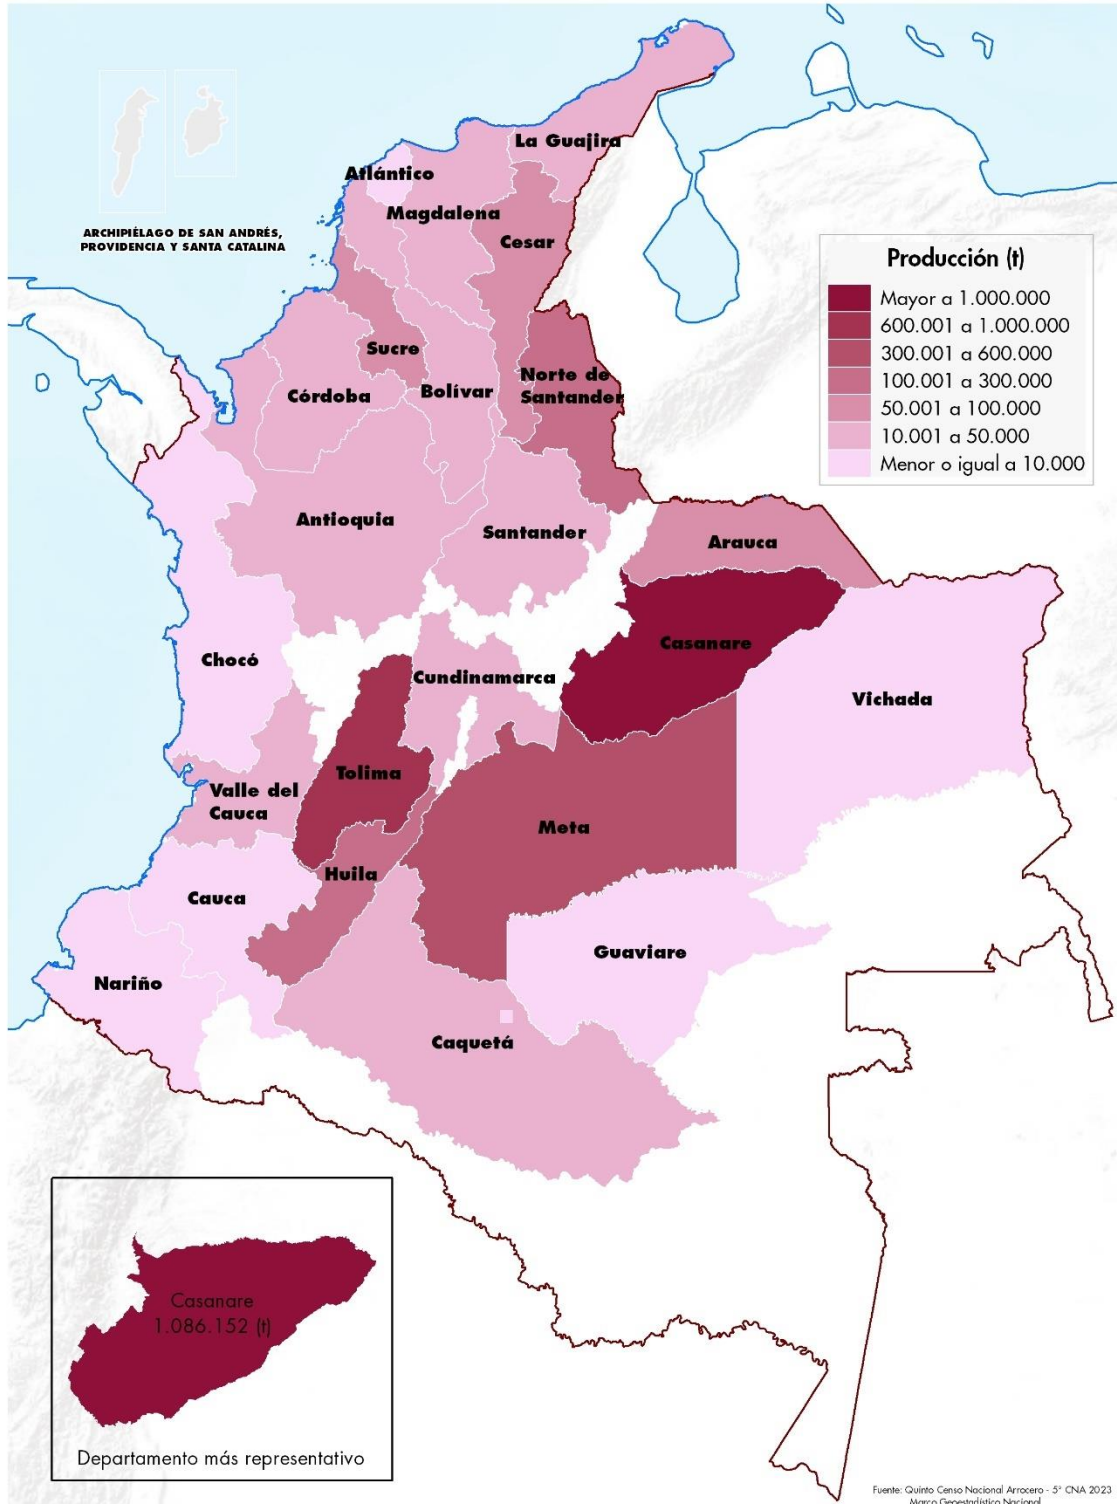 La Guajira
Atlántico
Magdalena
ARCHIPIÉLAGO DE SAN ANDRÉS,
PROVIDENCIA Y SANTA CATALINA
Cesar
Producción (t)
Mayor a 1.000.000
600.001 a 1.000.000
300.001 a 600.000
100.001 a 300.000
50.001 a 100.000
10.001 a 50.000
Menor o igual a 10.000
Sucre
Córdoba
Bolívar
Norte de
Santander
Antioquia
Santander
Arauca
Chocó
Cundinamarca
Casanare
Vichada
Tolima
Valle del
Cauca
Meta
Huila
Cauca
Guaviare
Nariño
Caquetá
Casanare
1.086.152 (t)
Departamento más representativo
Fuente: Quinto Censo Nacional Arrocero - 5° CNA 2023
Marco Geoestadístico Nacional